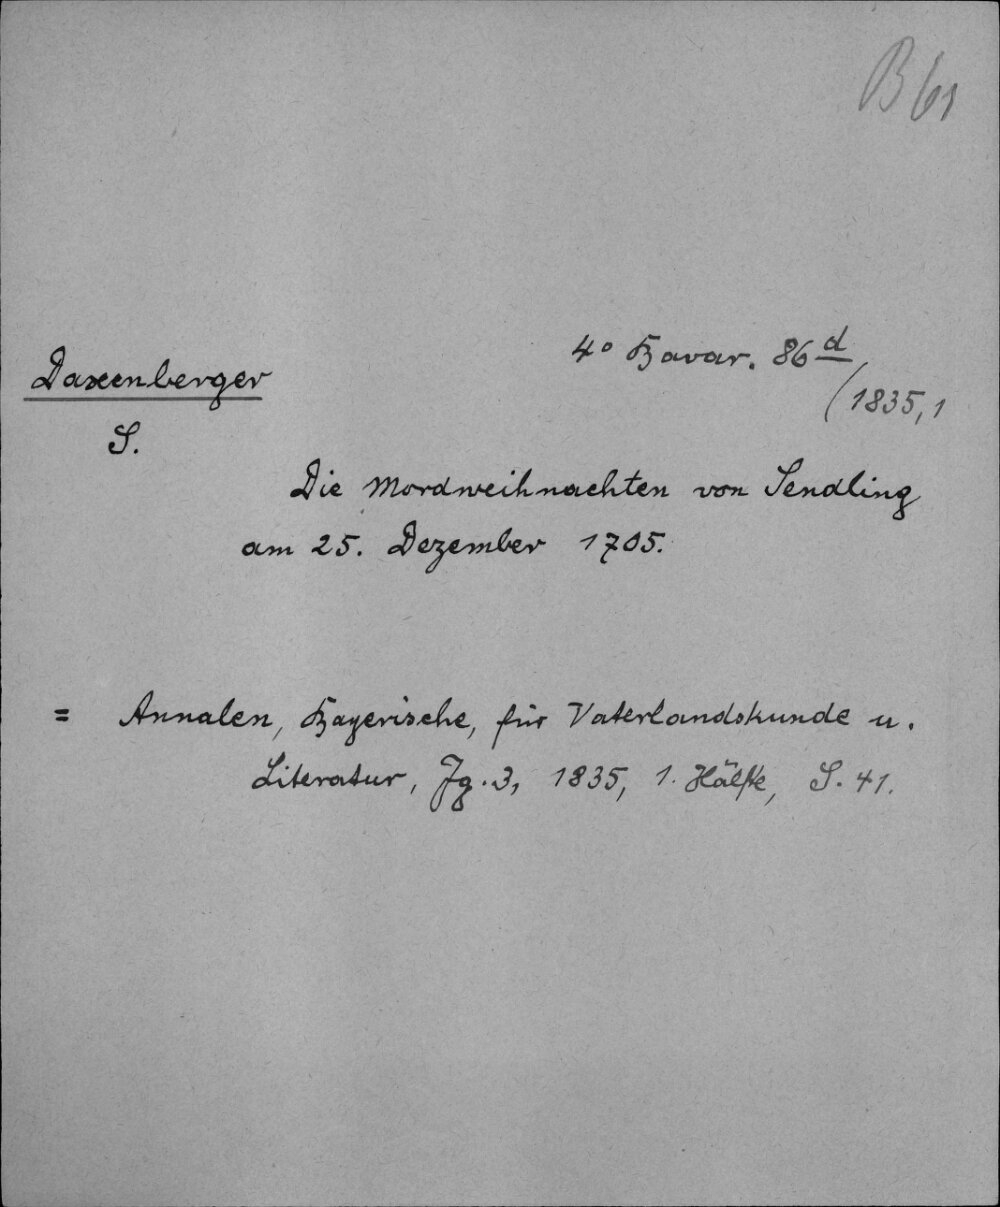 B 61
4° Bavar. 86 d
/1835,1
Daxenberger
S.
Die Mordweihnachten von Sendling
am 25. Dezember 1705.
= Annalen, Bayerische, für Vaterlandskunde u.
Literatur, Jg. 3, 1835, 1. Hälfte, S. 41.